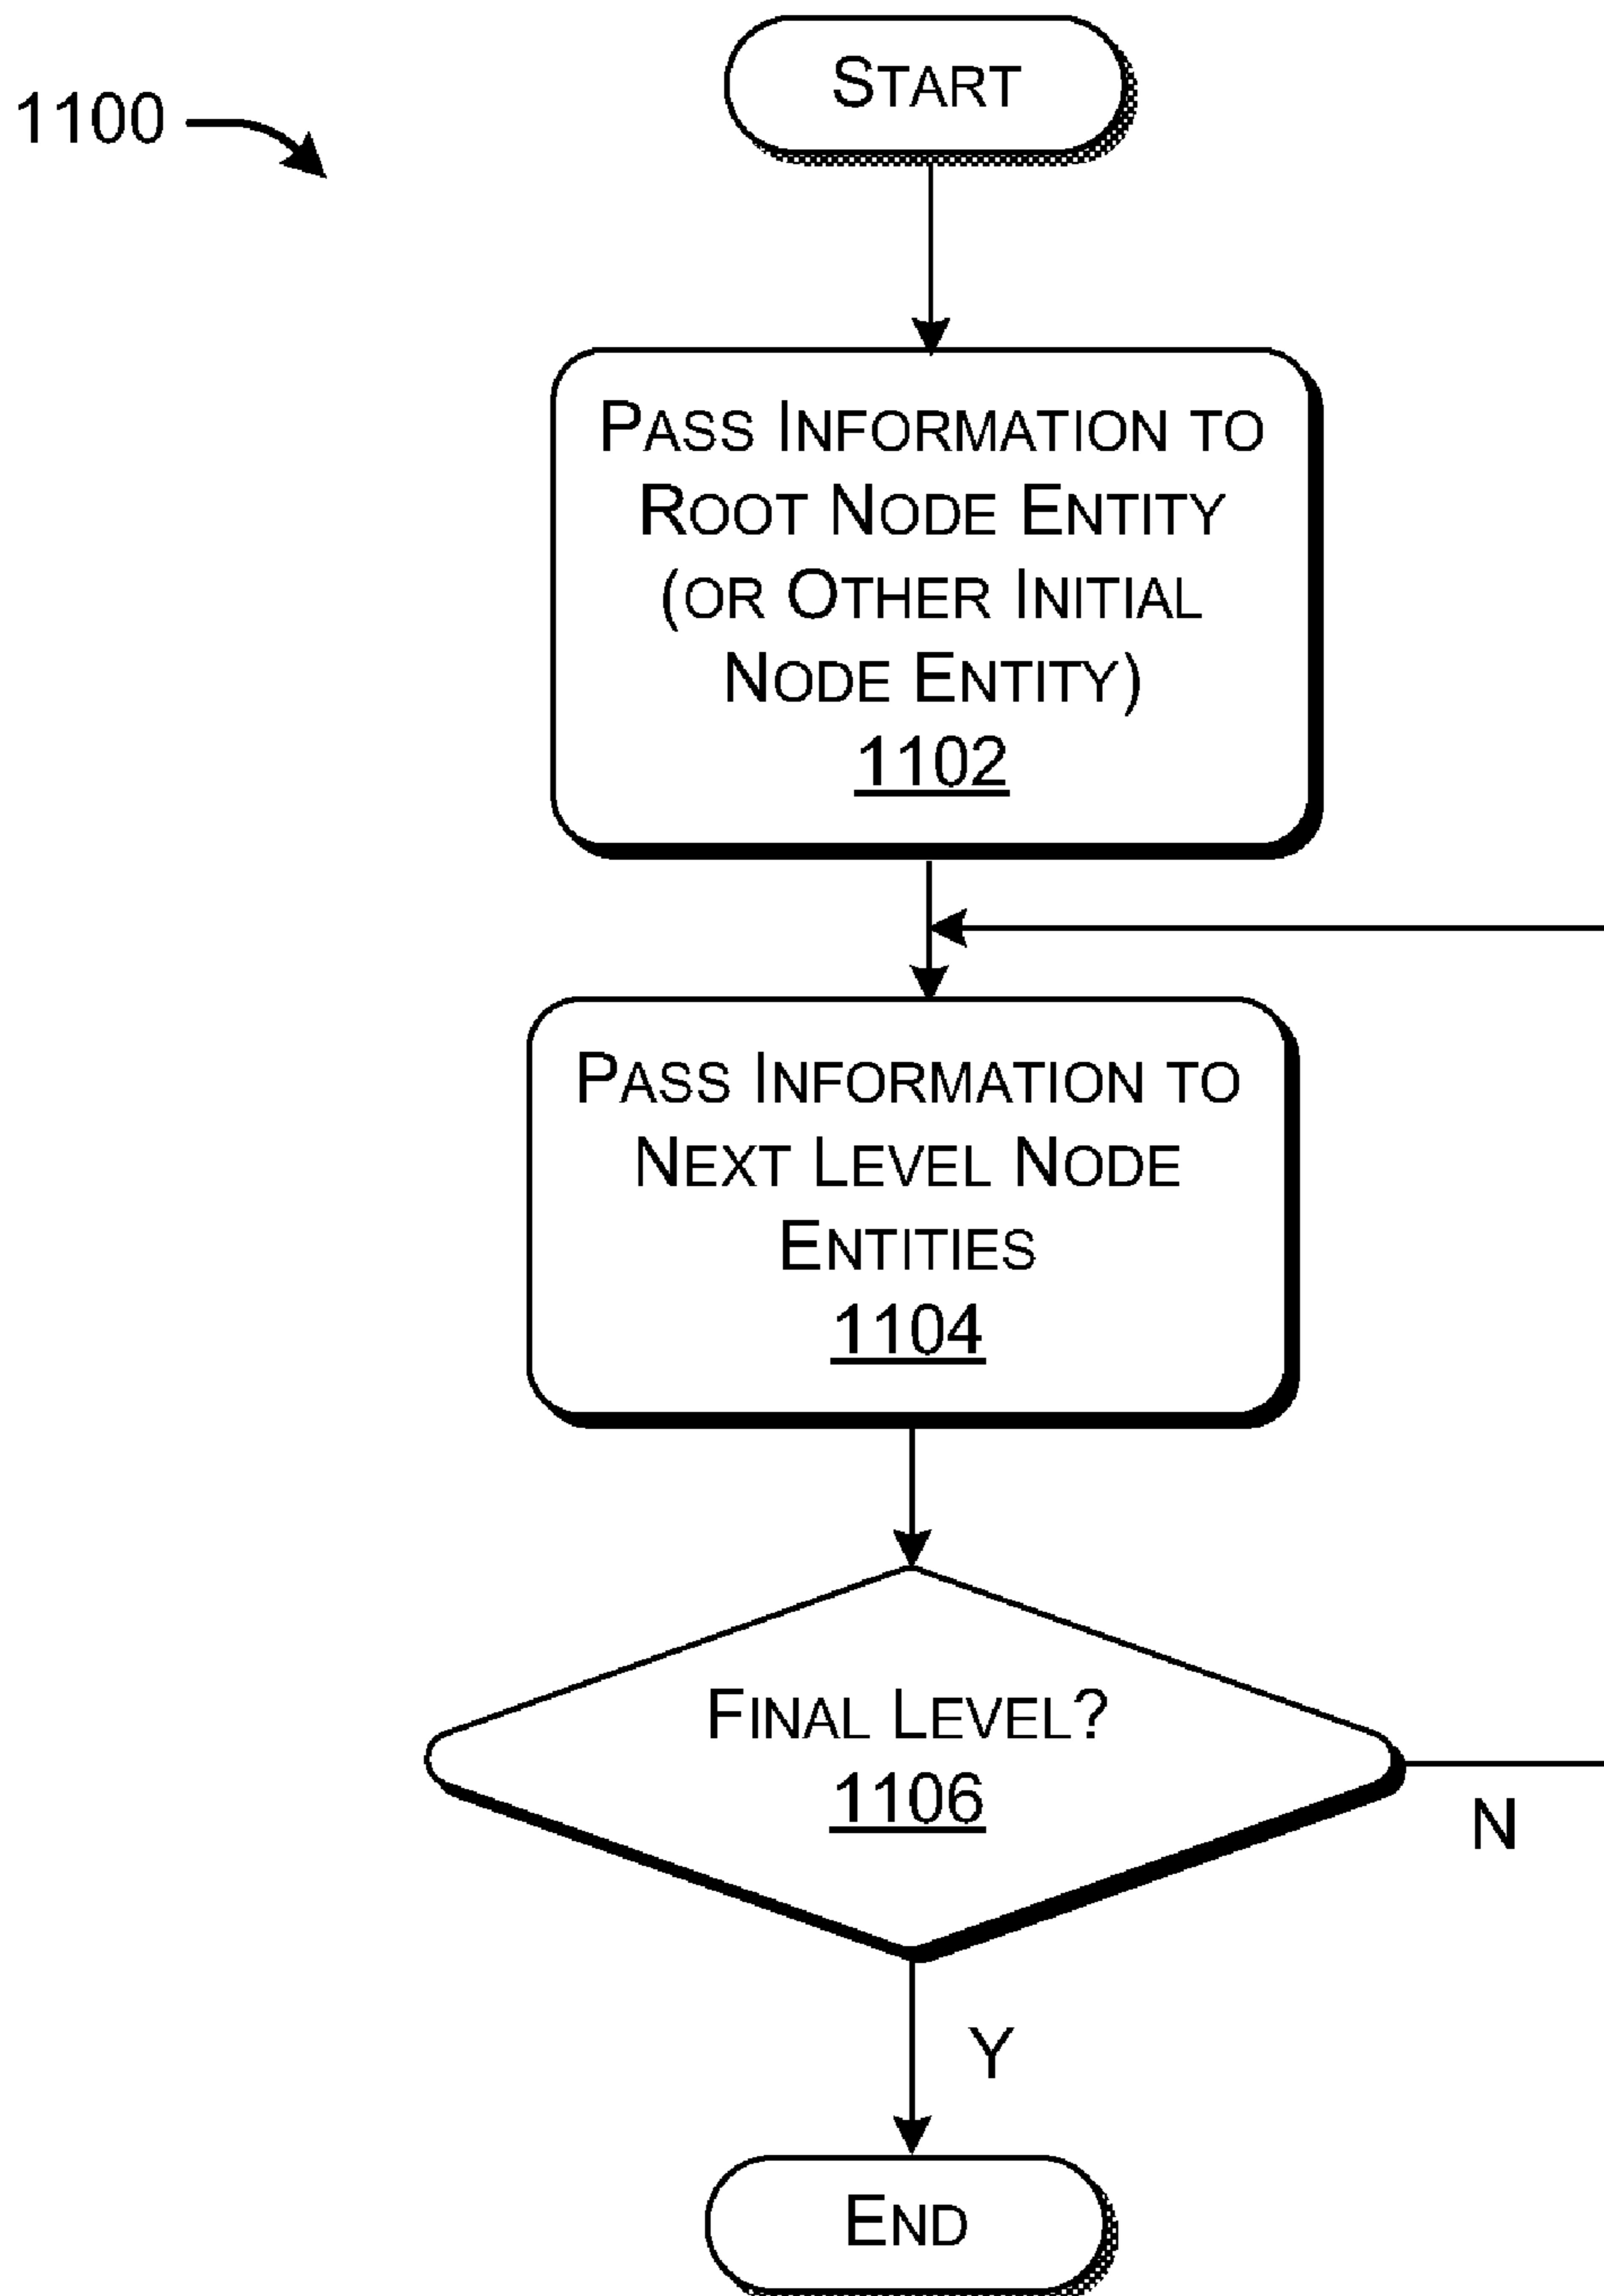 1100
START
PASS INFORMATION TO
ROOT NODE ENTITY
(OR OTHER INITIAL
NODE ENTITY)
1102
PASS INFORMATION TO
NEXT LEVEL NODE
ENTITIES
1104
FINAL LEVEL?
1106
N
Y
END